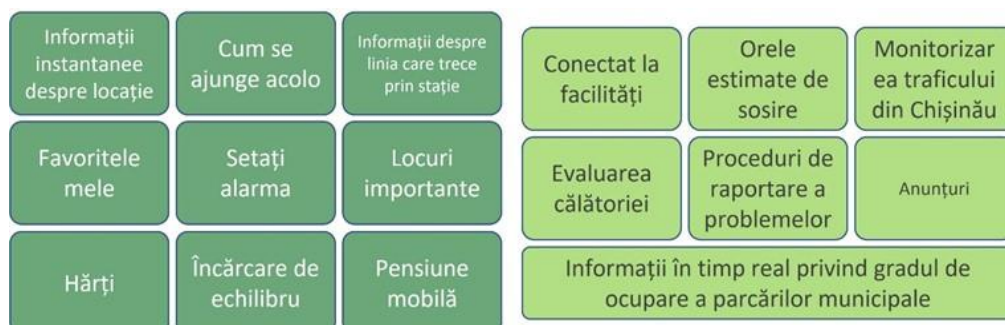 Informații
instantanee
despre locație
Cum se
ajunge acolo
Informații despre
linia care trece
prin stație
Favoritele
mele
Setați
alarma
Locuri
importante
Hărți
Încărcare de
echilibru
Pensiune
mobilă
Conectat la
facilități
Orele
estimate de
sosire
Monitorizar
ea traficului
din Chișinău
Evaluarea
călătoriei
Proceduri de
raportare a
problemelor
Anunțuri
Informații în timp real privind gradul de
ocupare a parcărilor municipale